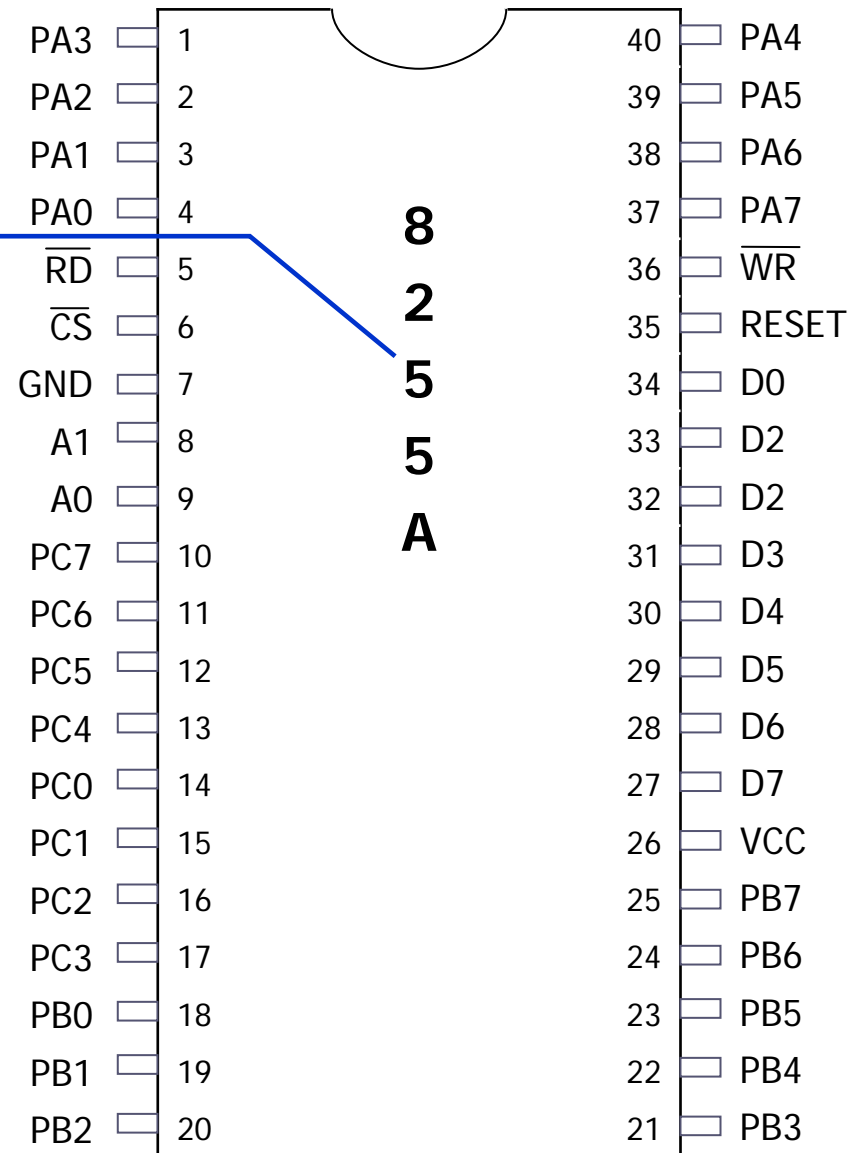 PA3 1 40 PA4
PA2 2 39 PA5
PA1 3 38 PA6
PA0 4 37 PA7
R̅D̅ 5 36 W̅R̅
C̅S̅ 6 35 RESET
GND 7 34 D0
A1 8 33 D2
A0 9 32 D2
PC7 10 31 D3
PC6 11 30 D4
PC5 12 29 D5
PC4 13 28 D6
PC0 14 27 D7
PC1 15 26 VCC
PC2 16 25 PB7
PC3 17 24 PB6
PB0 18 23 PB5
PB1 19 22 PB4
PB2 20 21 PB3
8
2
5
5
A